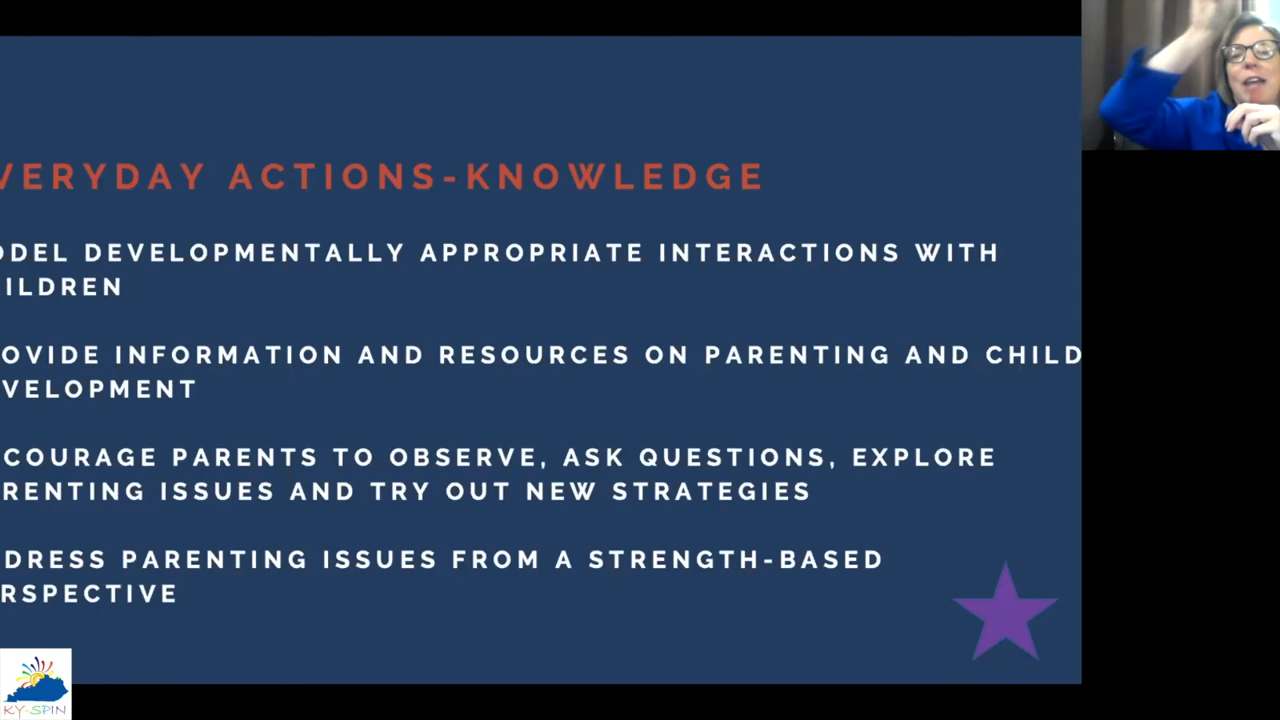 VERYDAY ACTIONS-KNOWLEDGE
ODEL DEVELOPMENTALLY APPROPRIATE INTERACTIONS WITH
ILDREN
OVIDE INFORMATION AND RESOURCES ON PARENTING AND CHILD
VELOPMENT
COURAGE PARENTS TO OBSERVE, ASK QUESTIONS, EXPLORE
RENTING ISSUES AND TRY OUT NEW STRATEGIES
DRESS PARENTING ISSUES FROM A STRENGTH-BASED
RSPECTIVE
KY-SPIN